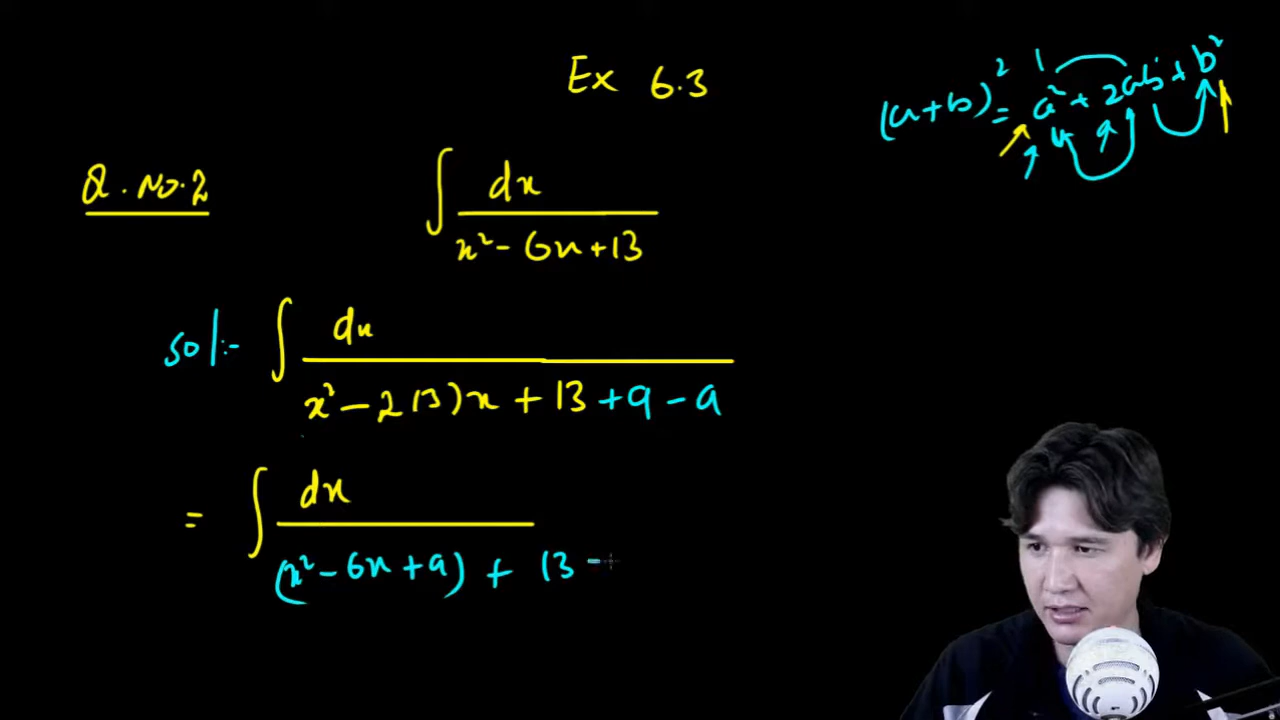 Ex 6.3
(a+b)² = a² + 2ab + b²
1
Q. No. 2
∫ dx / x² - 6x + 13
Sol:- ∫ dx / x² - 2(3)x + 13 + 9 - 9
= ∫ dx / (x² - 6x + 9) + 13 -